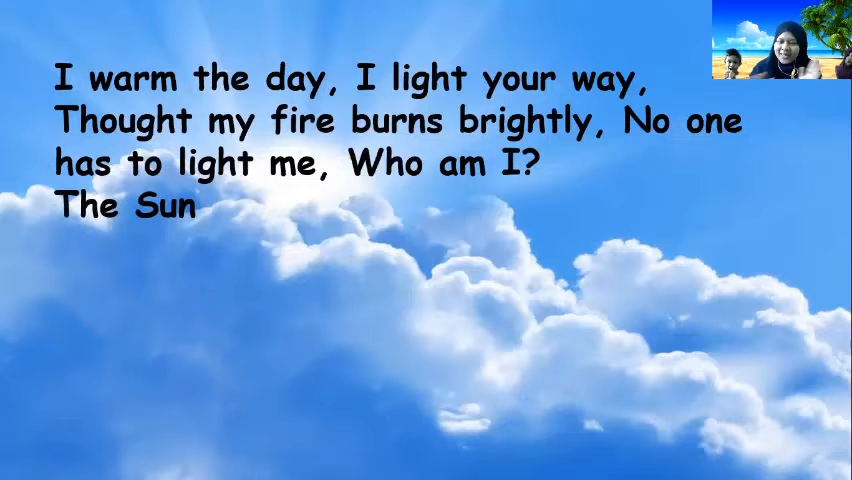 I warm the day, I light your way,
Thought my fire burns brightly, No one
has to light me, Who am I?
The Sun